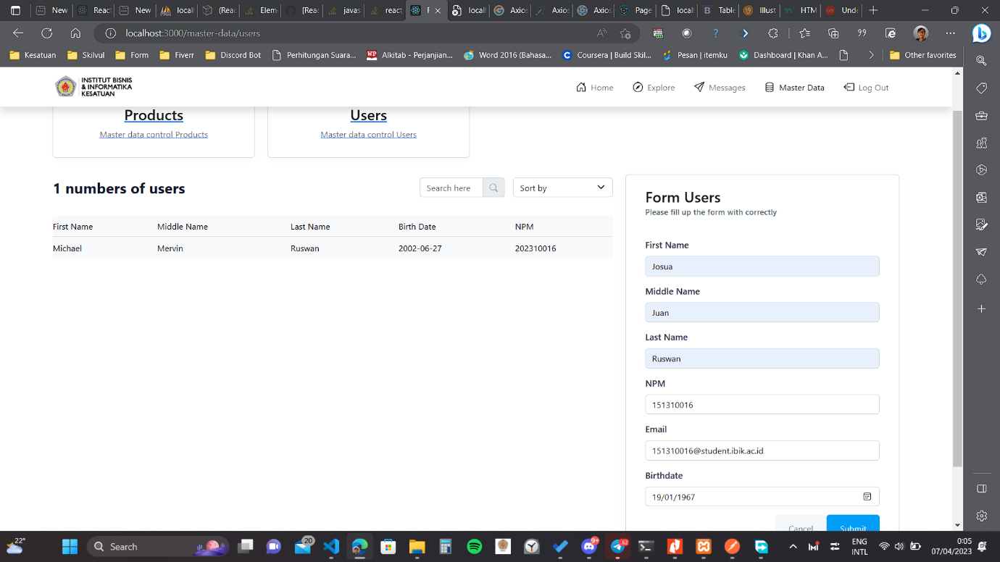 New
React
New
locall
(Reac
Elem
[Reac
javas
react
F
locall
Axios
Axios
Axios
Page
locall
Table
Illust
HTM
Unde
localhost:3000/master-data/users
Kesatuan
Skilvul
Form
Fiverr
Discord Bot
Perhitungan Suara...
Alkitab - Perjanjian...
Word 2016 (Bahasa...
Coursera | Build Skil...
Pesan | itemku
Dashboard | Khan A...
Other favorites
INSTITUT BISNIS
& INFORMATIKA
KESATUAN
Home
Explore
Messages
Master Data
Log Out
Products
Master data control Products
Users
Master data control Users
1 numbers of users
Search here
Sort by
First Name Middle Name Last Name Birth Date NPM
Michael Mervin Ruswan 2002-06-27 202310016
Form Users
Please fill up the form with correctly
First Name
Josua
Middle Name
Juan
Last Name
Ruswan
NPM
151310016
Email
151310016@student.ibik.ac.id
Birthdate
19/01/1967
Cancel
Submit
22°
Search
20
9+
62
ENG
INTL
0:05
07/04/2023